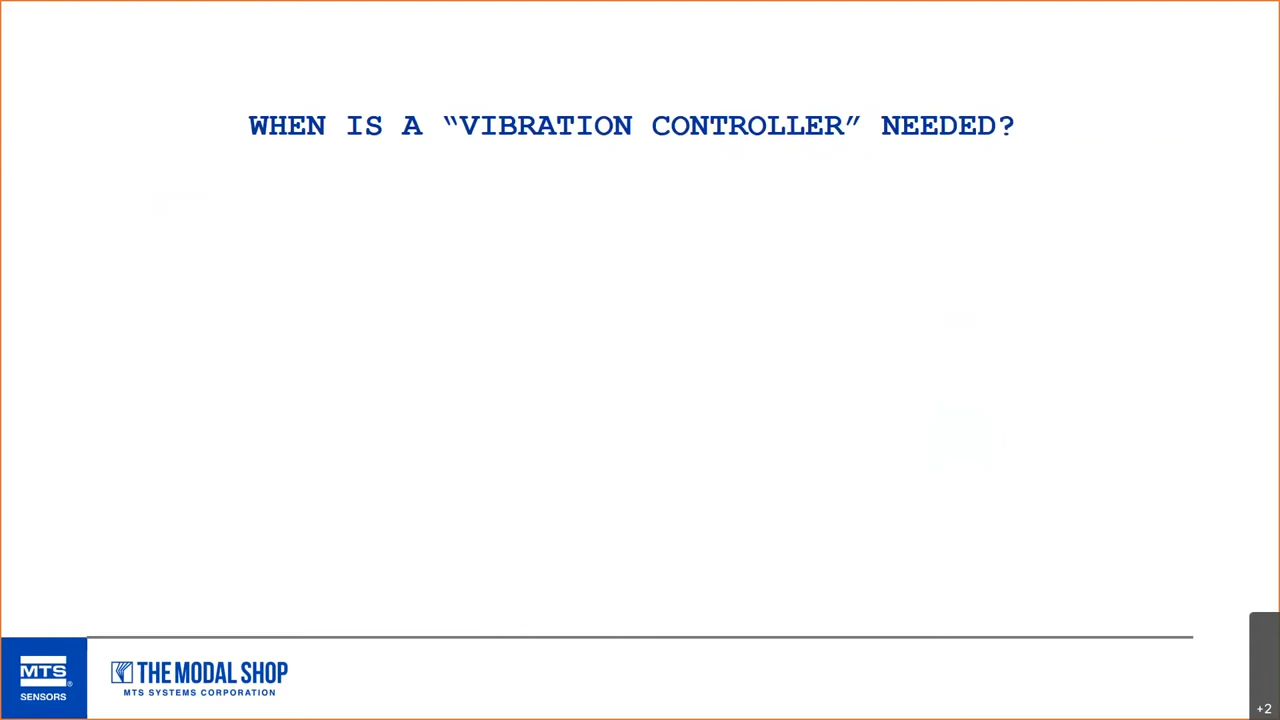 WHEN IS A “VIBRATION CONTROLLER” NEEDED?
MTS
®
SENSORS
THE MODAL SHOP
MTS SYSTEMS CORPORATION
+2